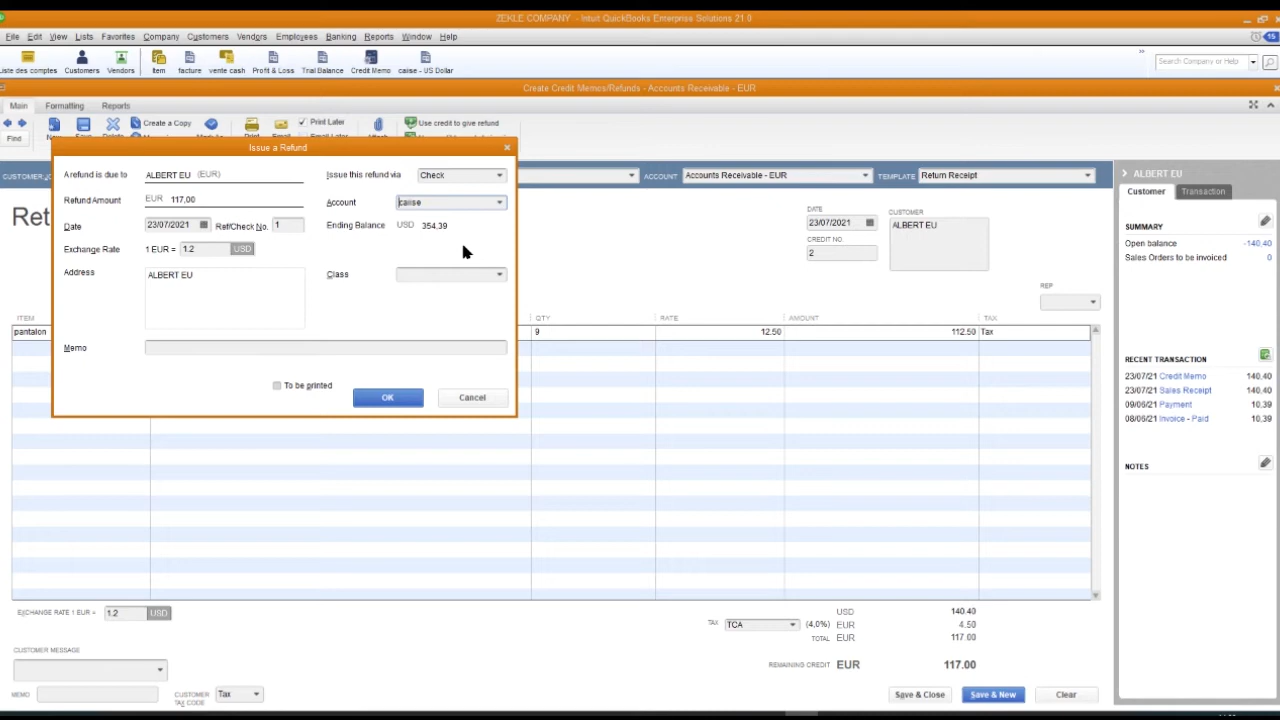 ZEKLE COMPANY - Intuit QuickBooks Enterprise Solutions 21.0
File Edit View Lists Favorites Company Customers Vendors Employees Banking Reports Window Help
15
Liste des comptes Customers Vendors Item facture vente cash Profit & Loss Trial Balance Credit Memo caiise - US Dollar
Search Company or Help
Create Credit Memos/Refunds - Accounts Receivable - EUR
Main Formatting Reports
Find
Create a Copy
Print Later
Use credit to give refund
Issue a Refund
A refund is due to ALBERT EU (EUR)
Issue this refund via Check
Refund Amount EUR 117,00
Account caiise
Date 23/07/2021 Ref/Check No. 1
Ending Balance USD 354,39
Exchange Rate 1 EUR = 1.2 USD
Address ALBERT EU
Class
Memo
To be printed
OK Cancel
CUSTOMER:
ACCOUNT Accounts Receivable - EUR
TEMPLATE Return Receipt
Ret
DATE
23/07/2021
CREDIT NO.
2
CUSTOMER
ALBERT EU
REP
ITEM QTY RATE AMOUNT TAX
pantalon 9 12.50 112.50 Tax
EXCHANGE RATE 1 EUR = 1.2 USD
USD 140.40
TAX TCA (4,0%) EUR 4.50
TOTAL EUR 117.00
REMAINING CREDIT EUR 117.00
CUSTOMER MESSAGE
MEMO
CUSTOMER TAX CODE Tax
Save & Close Save & New Clear
ALBERT EU
Customer Transaction
SUMMARY
Open balance -140,40
Sales Orders to be invoiced 0
RECENT TRANSACTION
23/07/21 Credit Memo 140,40
23/07/21 Sales Receipt 140,40
09/06/21 Payment 10,39
08/06/21 Invoice - Paid 10,39
NOTES